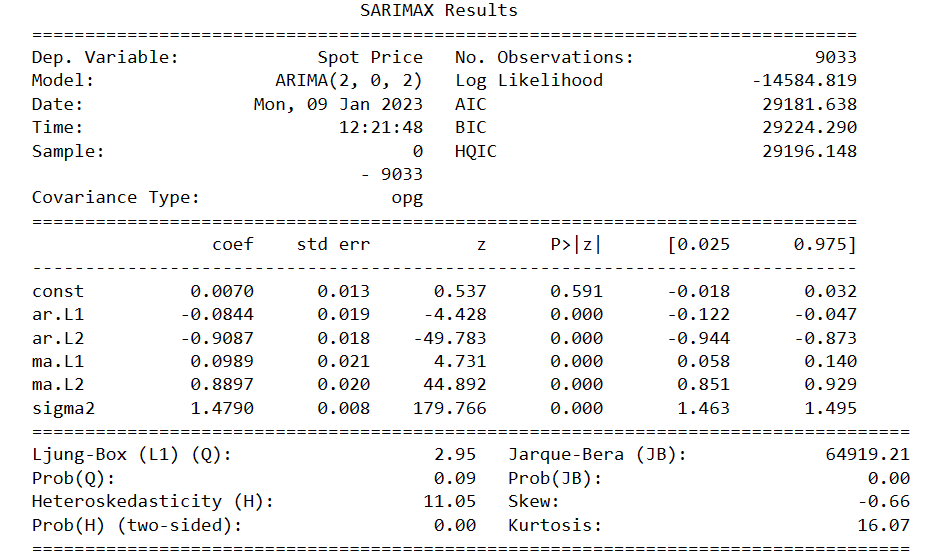 SARIMAX Results
==============================================================================
Dep. Variable:             Spot Price   No. Observations:                 9033
Model:                 ARIMA(2, 0, 2)   Log Likelihood              -14584.819
Date:                Mon, 09 Jan 2023   AIC                          29181.638
Time:                        12:21:48   BIC                          29224.290
Sample:                             0   HQIC                         29196.148
- 9033
Covariance Type:                  opg
==============================================================================
coef    std err          z      P>|z|      [0.025      0.975]
------------------------------------------------------------------------------
const          0.0070      0.013      0.537      0.591      -0.018       0.032
ar.L1         -0.0844      0.019     -4.428      0.000      -0.122      -0.047
ar.L2         -0.9087      0.018    -49.783      0.000      -0.944      -0.873
ma.L1          0.0989      0.021      4.731      0.000       0.058       0.140
ma.L2          0.8897      0.020     44.892      0.000       0.851       0.929
sigma2         1.4790      0.008    179.766      0.000       1.463       1.495
===================================================================================
Ljung-Box (L1) (Q):                   2.95   Jarque-Bera (JB):             64919.21
Prob(Q):                              0.09   Prob(JB):                         0.00
Heteroskedasticity (H):              11.05   Skew:                            -0.66
Prob(H) (two-sided):                  0.00   Kurtosis:                        16.07
===================================================================================